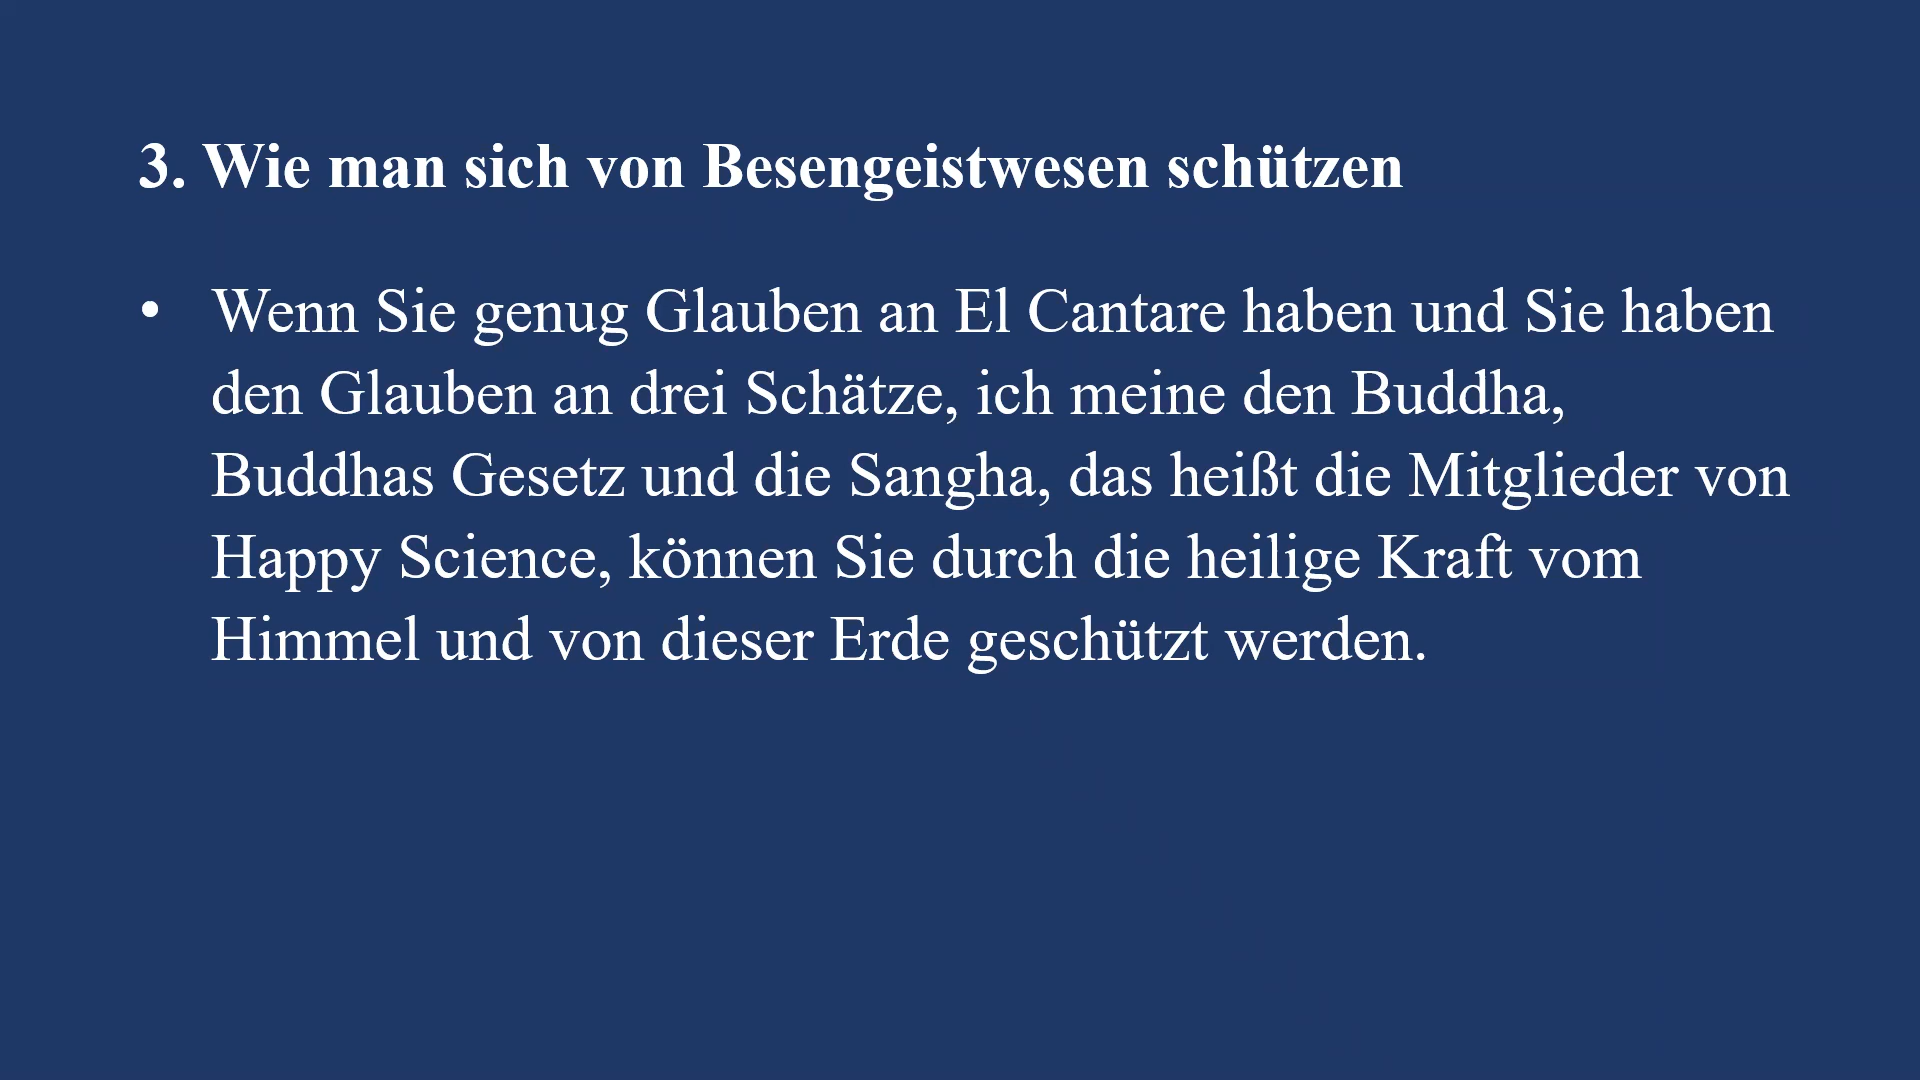 3. Wie man sich von Besengeistwesen schützen
• Wenn Sie genug Glauben an El Cantare haben und Sie haben
den Glauben an drei Schätze, ich meine den Buddha,
Buddhas Gesetz und die Sangha, das heißt die Mitglieder von
Happy Science, können Sie durch die heilige Kraft vom
Himmel und von dieser Erde geschützt werden.